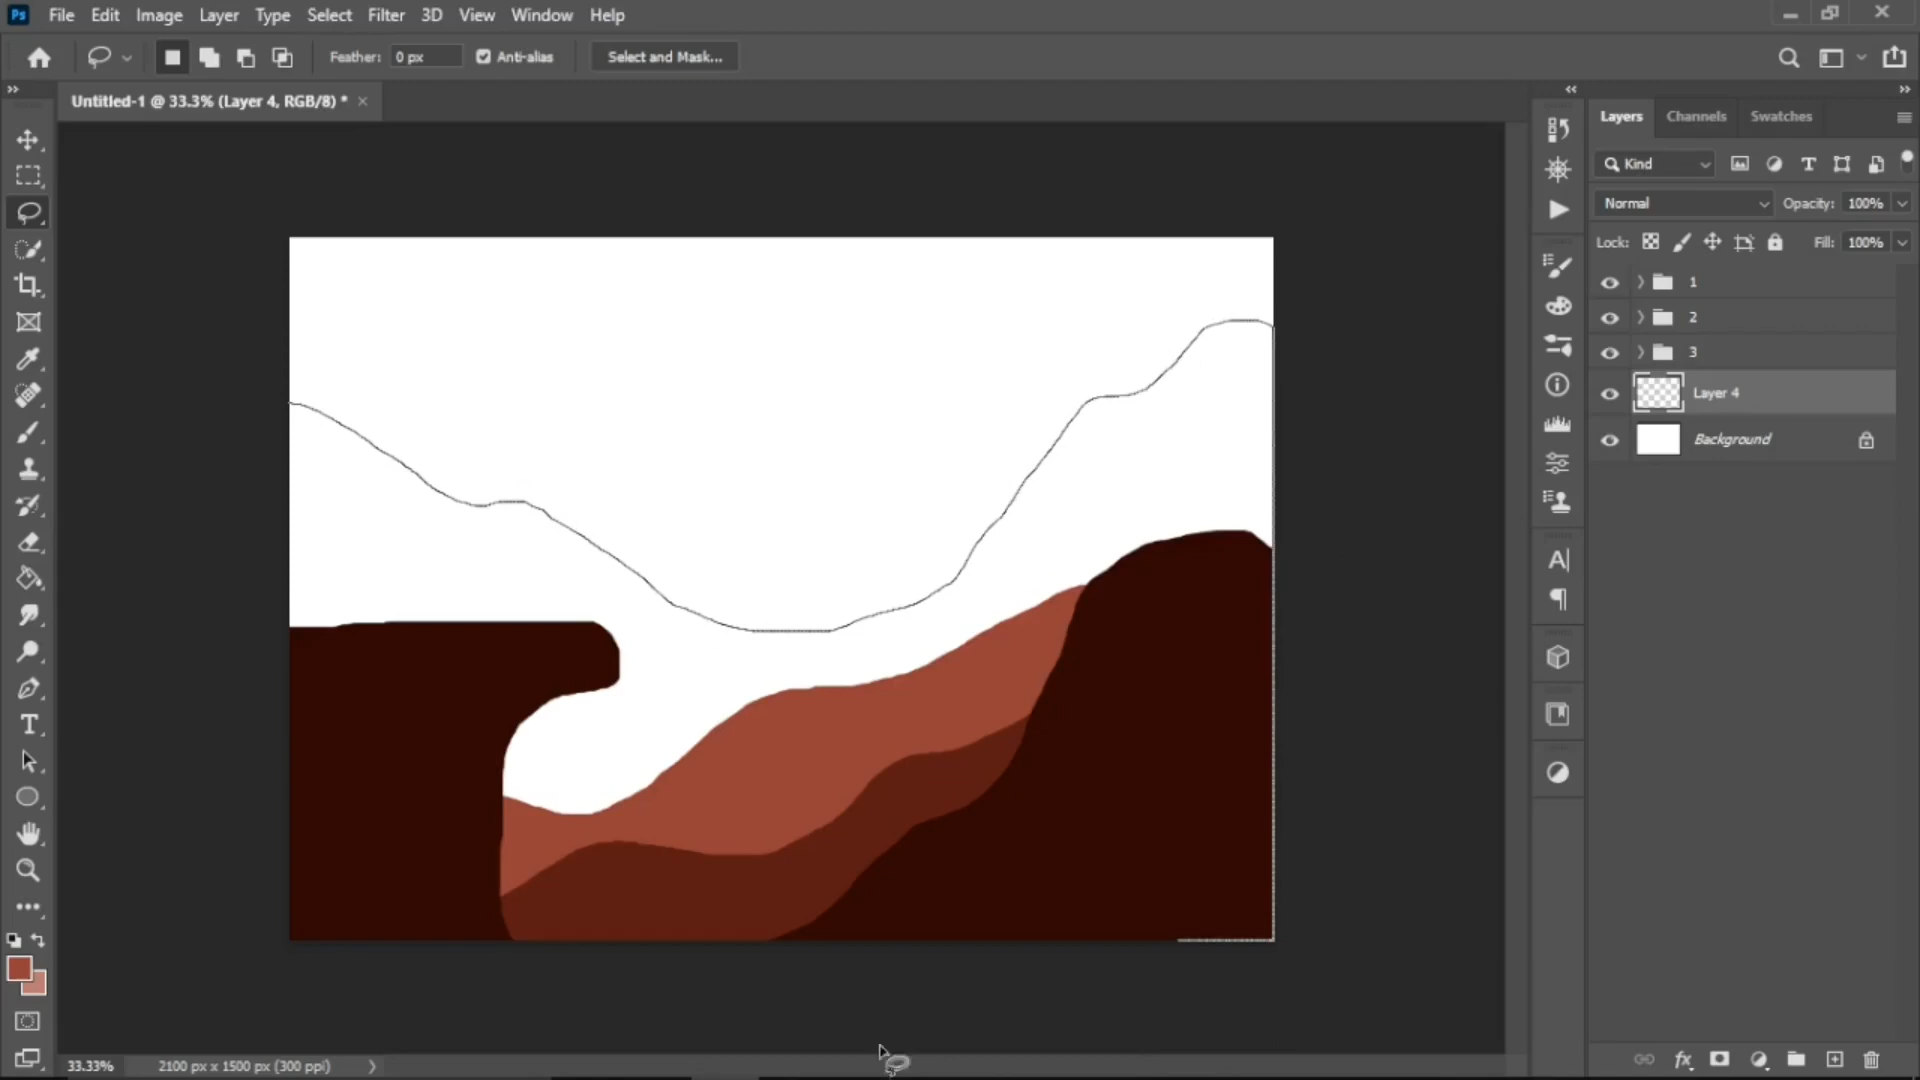 Ps File Edit Image Layer Type Select Filter 3D View Window Help
Feather: 0 px Anti-alias Select and Mask...
Untitled-1 @ 33.3% (Layer 4, RGB/8) * ×
Layers Channels Swatches
Kind
Normal Opacity: 100%
Lock: Fill: 100%
1
2
3
Layer 4
Background
33.33% 2100 px x 1500 px (300 ppi)